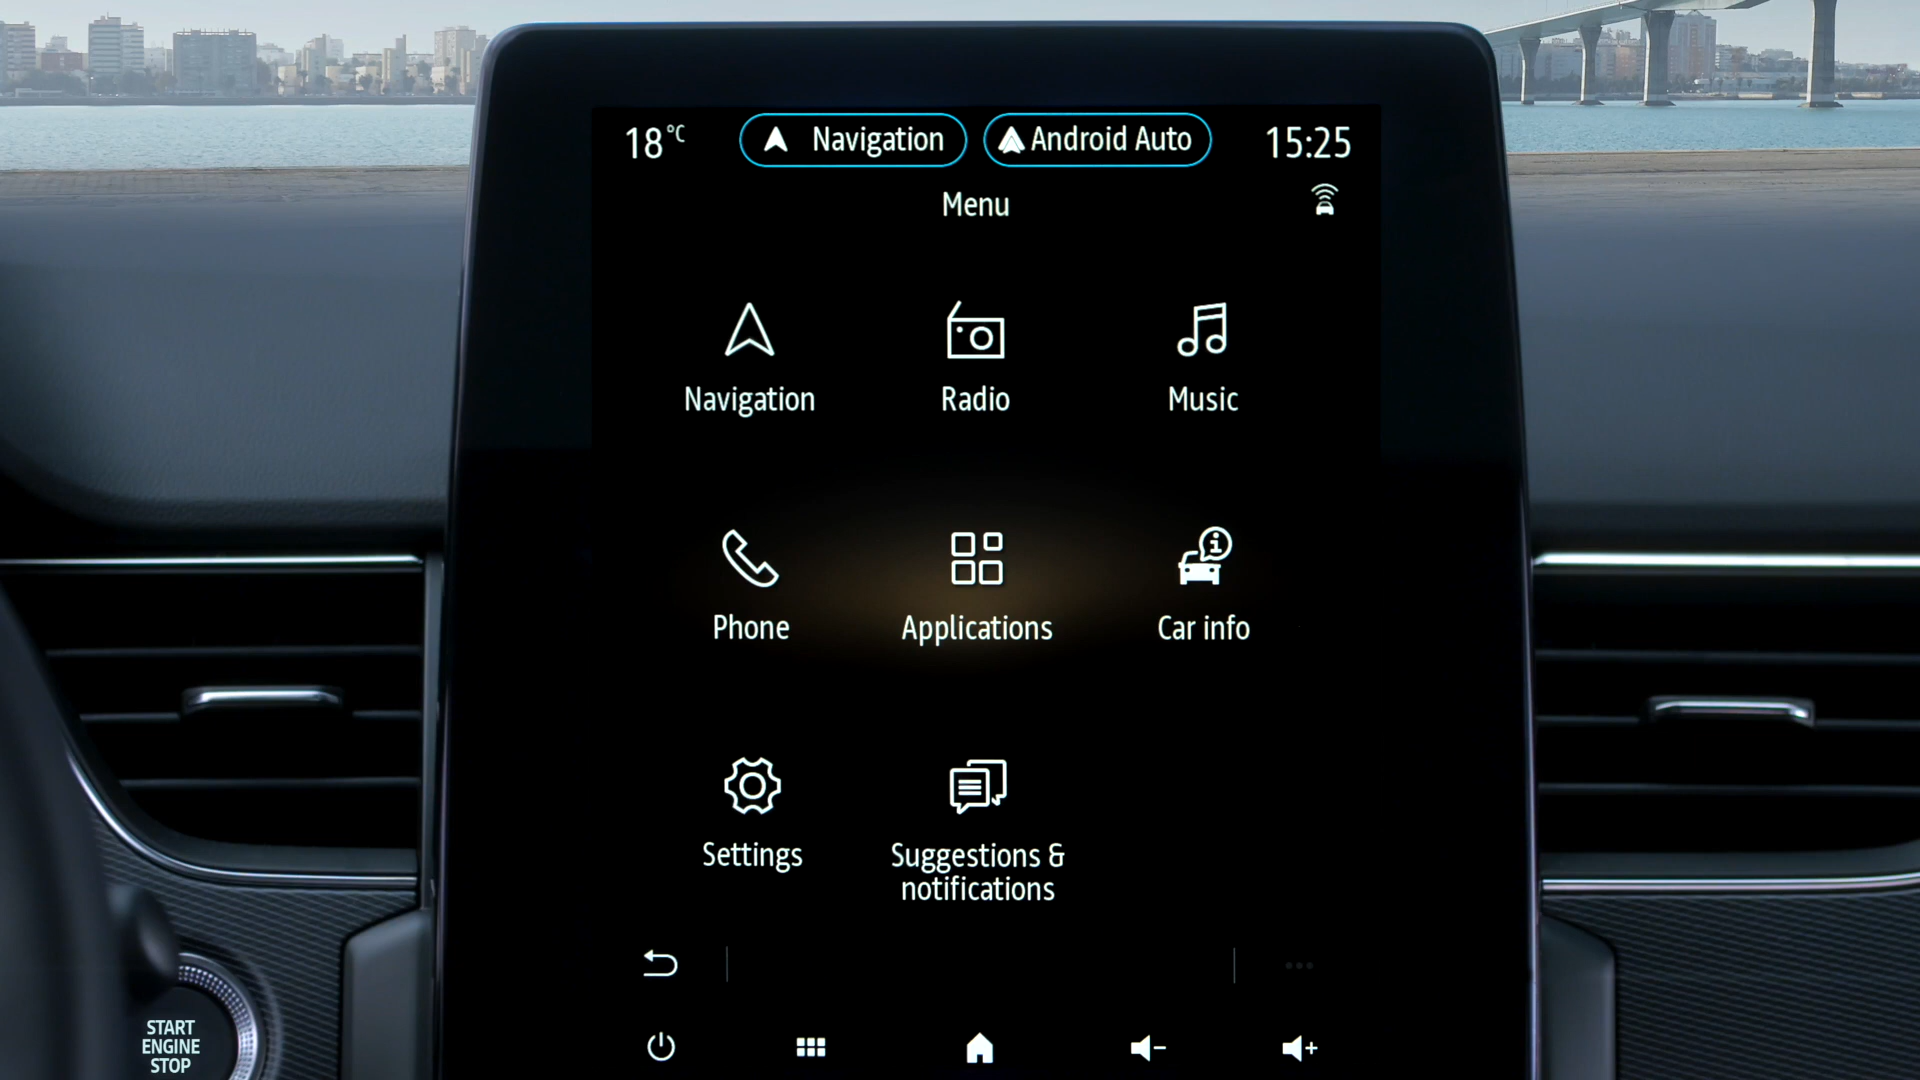 18°C
Navigation
Android Auto
15:25
Menu
Navigation
Radio
Music
Phone
Applications
Car info
Settings
Suggestions &
notifications
START
ENGINE
STOP